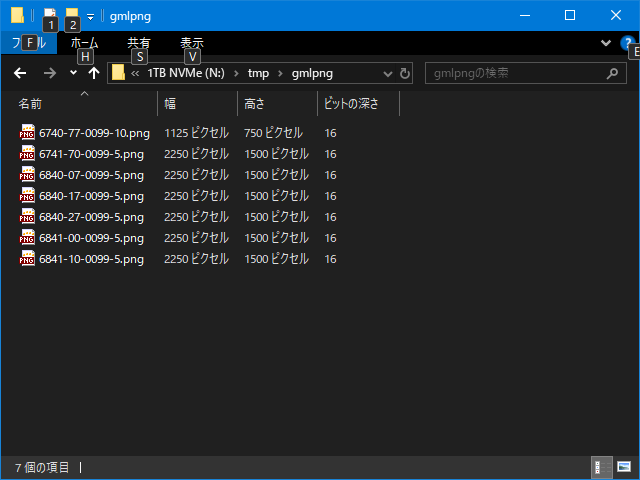 gmlpng
1 2
ファイル ホーム 共有 表示
F H S V E
« 1TB NVMe (N:) > tmp > gmlpng gmlpngの検索
名前 幅 高さ ビットの深さ
6740-77-0099-10.png 1125 ピクセル 750 ピクセル 16
6741-70-0099-5.png 2250 ピクセル 1500 ピクセル 16
6840-07-0099-5.png 2250 ピクセル 1500 ピクセル 16
6840-17-0099-5.png 2250 ピクセル 1500 ピクセル 16
6840-27-0099-5.png 2250 ピクセル 1500 ピクセル 16
6841-00-0099-5.png 2250 ピクセル 1500 ピクセル 16
6841-10-0099-5.png 2250 ピクセル 1500 ピクセル 16
7 個の項目